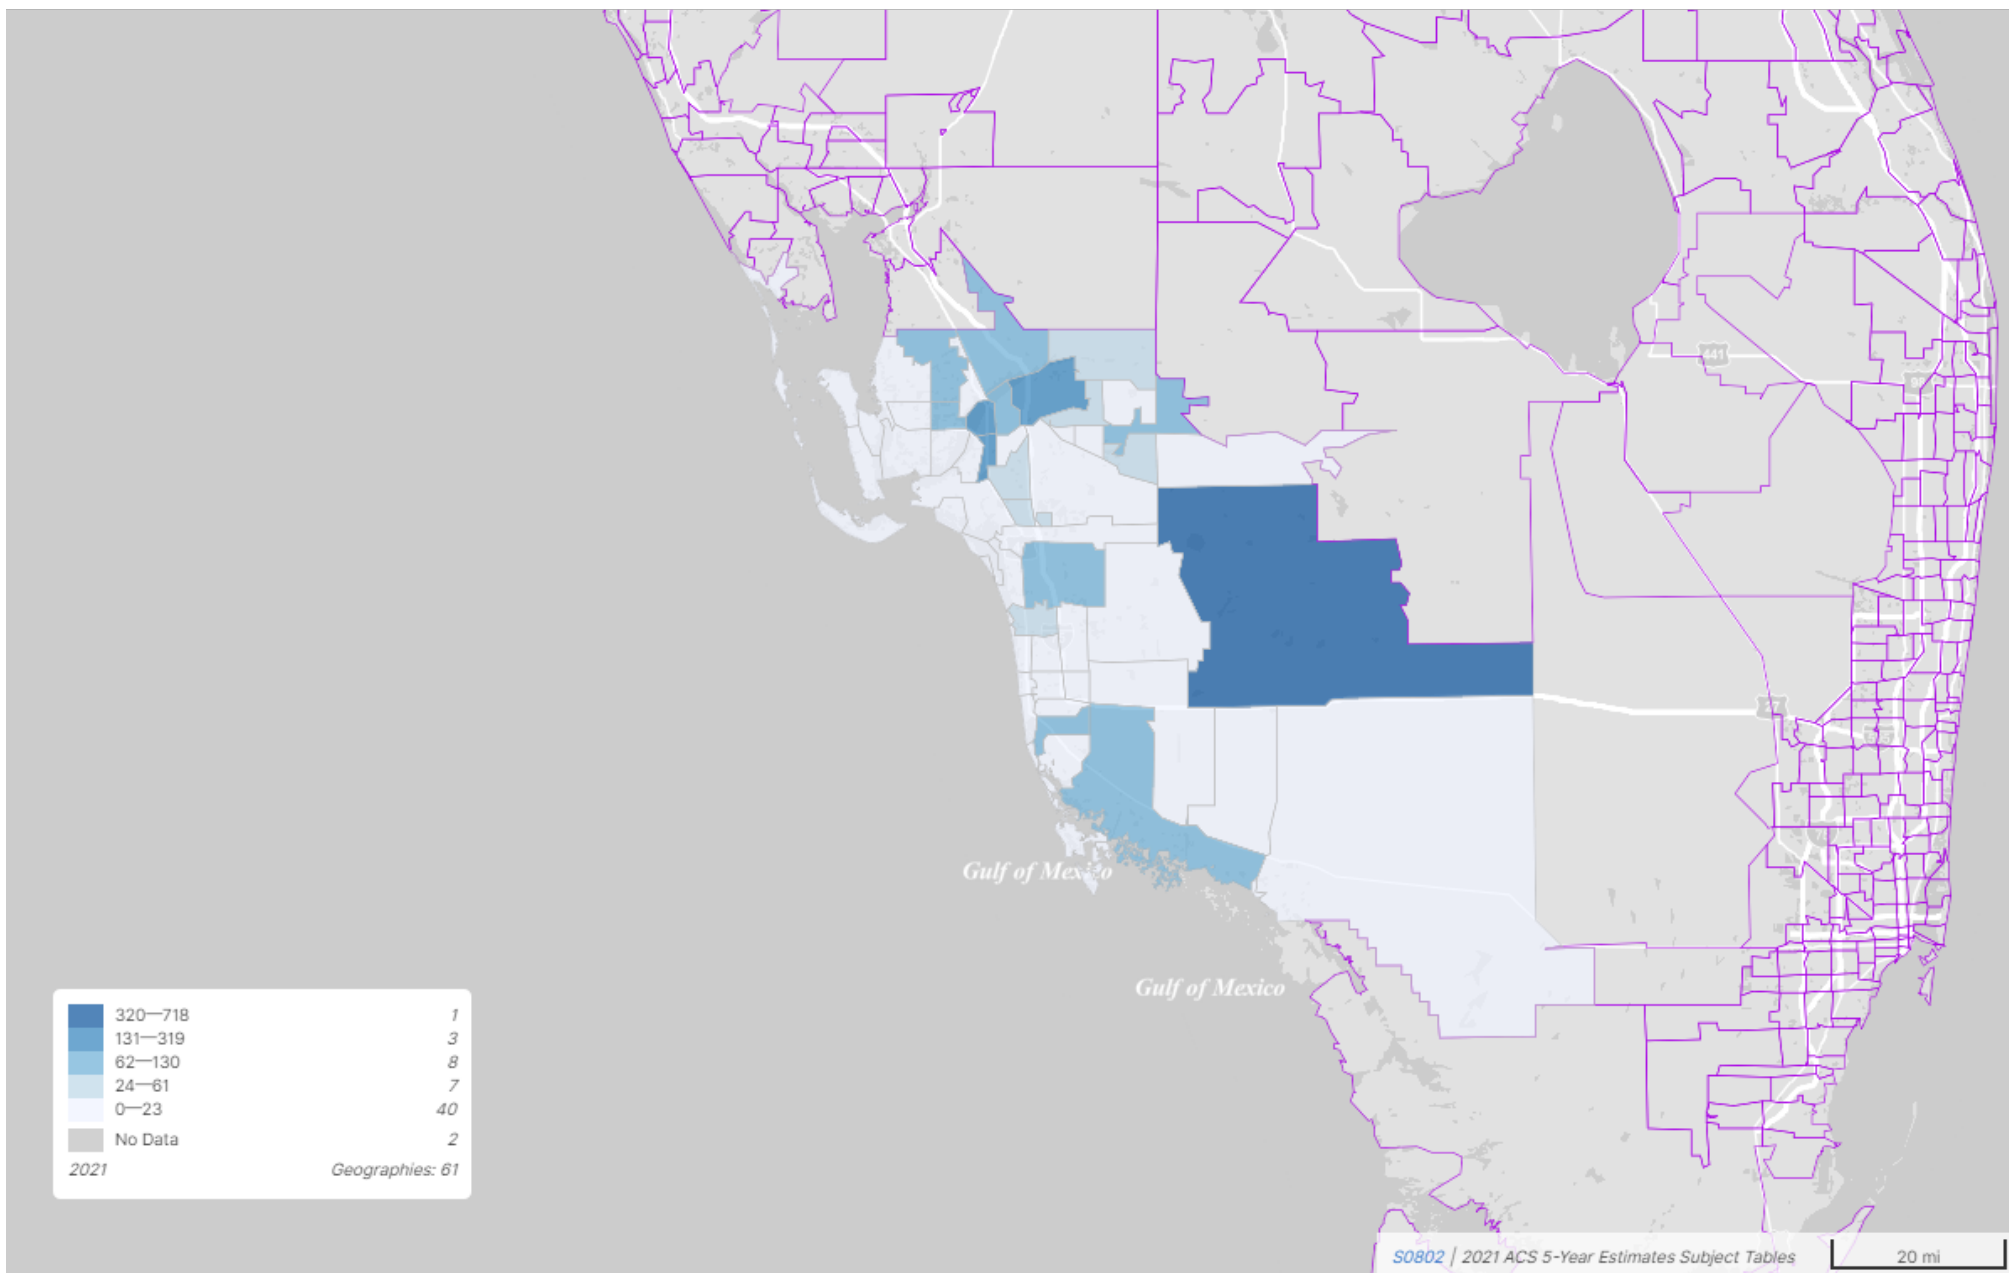 441
Gulf of Mexico
Gulf of Mexico
320—718 1
131—319 3
62—130 8
24—61 7
0—23 40
No Data 2
2021 Geographies: 61
S0802 | 2021 ACS 5-Year Estimates Subject Tables
20 mi